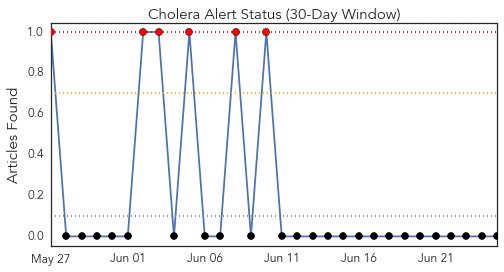 Cholera Alert Status (30-Day Window)
Articles Found
1.0
0.8
0.6
0.4
0.2
0.0
May 27
Jun 01
Jun 06
Jun 11
Jun 16
Jun 21